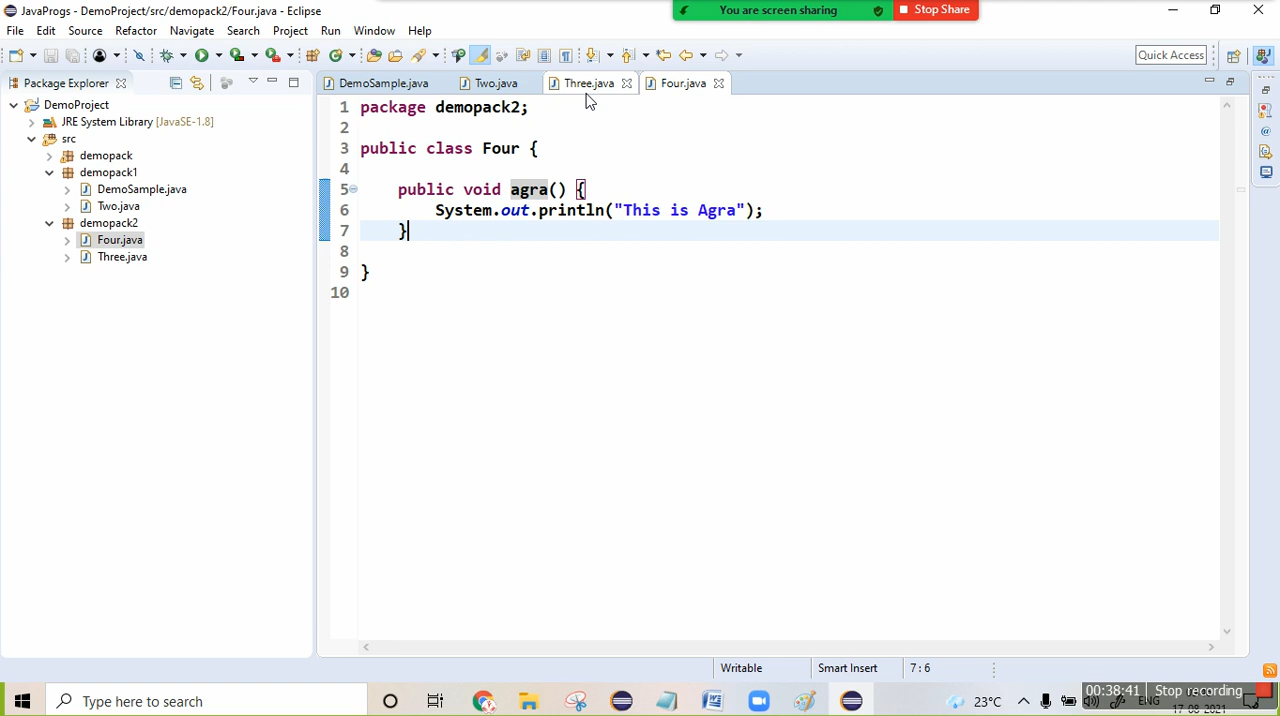 JavaProgs - DemoProject/src/demopack2/Four.java - Eclipse
You are screen sharing
Stop Share
File Edit Source Refactor Navigate Search Project Run Window Help
Quick Access
Package Explorer
DemoSample.java
Two.java
Three.java
Four.java
DemoProject
JRE System Library [JavaSE-1.8]
src
demopack
demopack1
DemoSample.java
Two.java
demopack2
Four.java
Three.java
1 package demopack2;
2
3 public class Four {
4
5 public void agra() {
6 System.out.println("This is Agra");
7 }
8
9 }
10
Writable
Smart Insert
7 : 6
Type here to search
23°C
ENG
17-08-2021
00:38:41
Stop recording